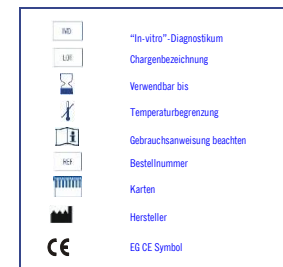 IVD "In-vitro"-Diagnostikum
LOT Chargenbezeichnung
Verwendbar bis
Temperaturbegrenzung
i Gebrauchsanweisung beachten
REF Bestellnummer
Karten
Hersteller
CE EG CE Symbol